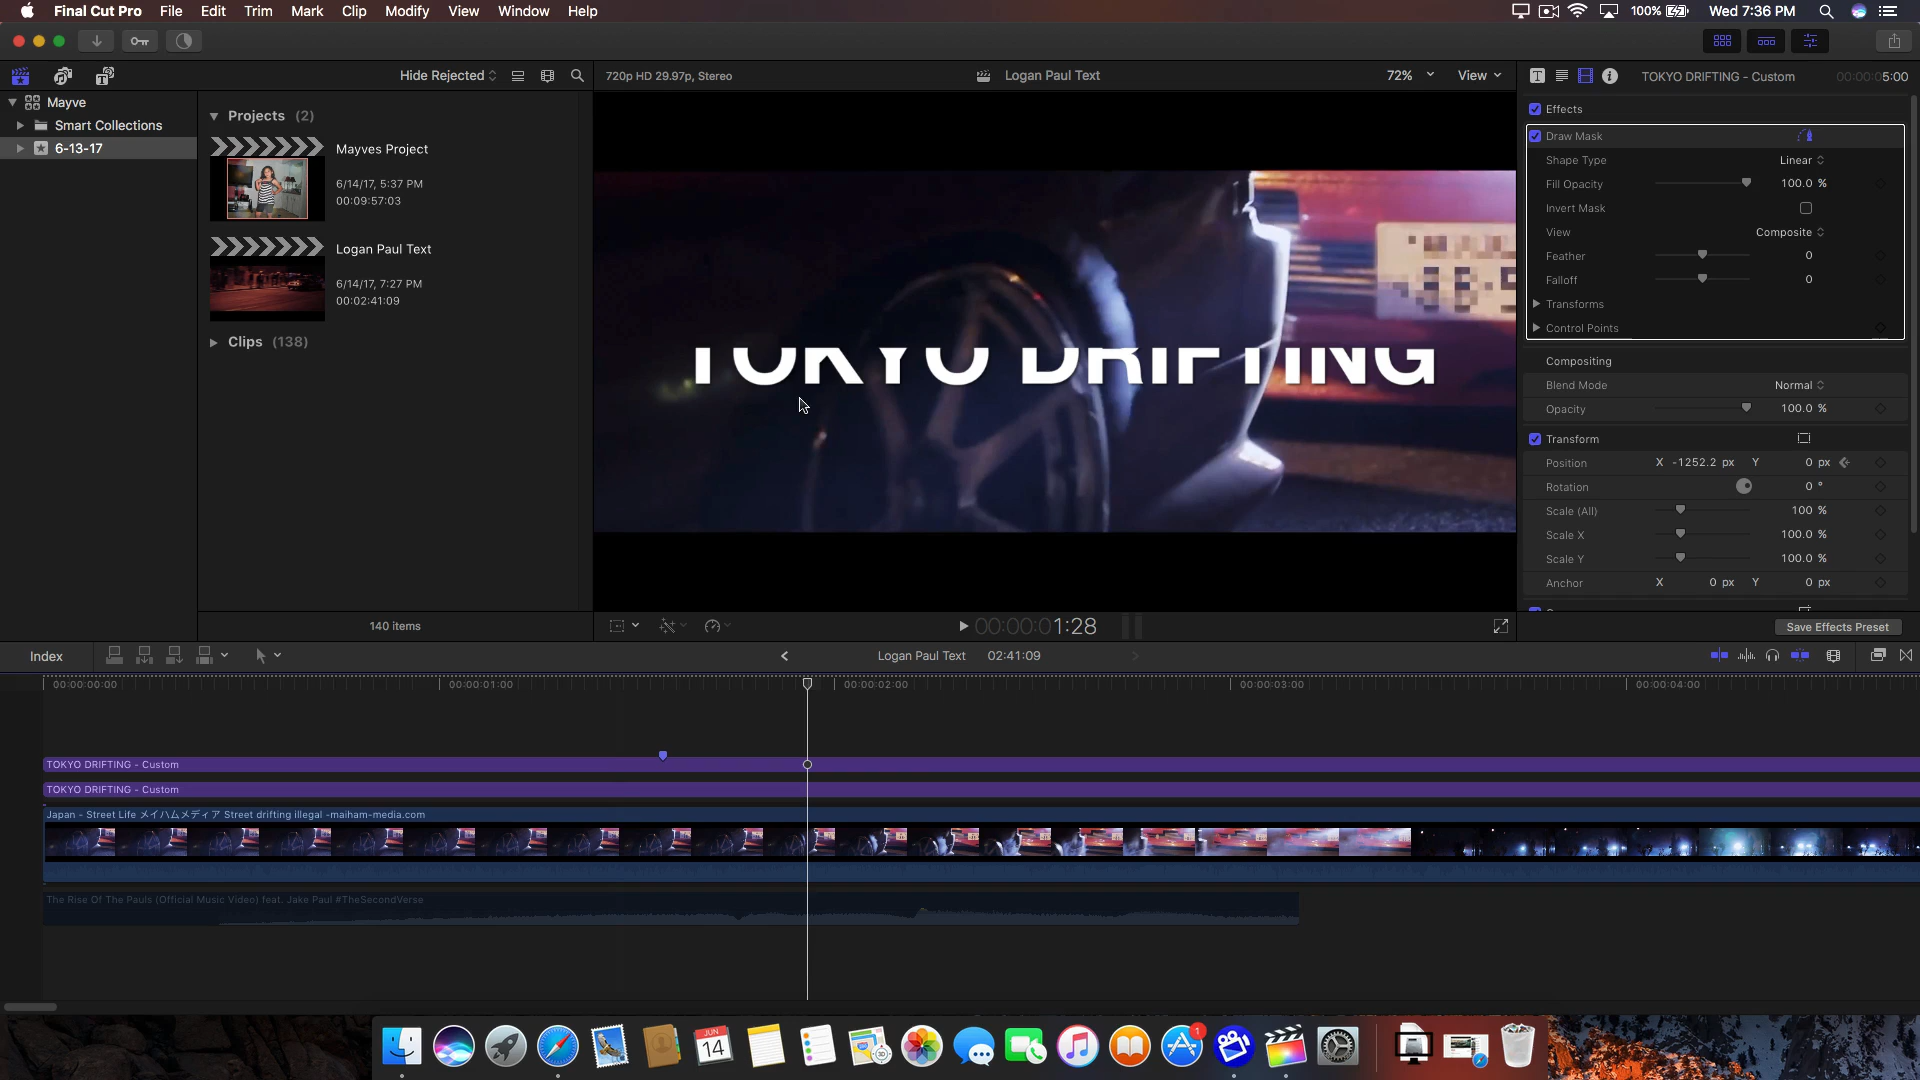 Final Cut Pro File Edit Trim Mark Clip Modify View Window Help 100% Wed 7:36 PM
Hide Rejected 720p HD 29.97p, Stereo Logan Paul Text 72% View TOKYO DRIFTING - Custom 00:00:05:00
Mayve
Smart Collections
6-13-17
Projects (2)
Mayves Project
6/14/17, 5:37 PM
00:09:57:03
Logan Paul Text
6/14/17, 7:27 PM
00:02:41:09
Clips (138)
140 items
TOKYO DRIFTING
00:00:01:28
Effects
Draw Mask
Shape Type Linear
Fill Opacity 100.0 %
Invert Mask
View Composite
Feather 0
Falloff 0
Transforms
Control Points
Compositing
Blend Mode Normal
Opacity 100.0 %
Transform
Position X -1252.2 px Y 0 px
Rotation 0 °
Scale (All) 100 %
Scale X 100.0 %
Scale Y 100.0 %
Anchor X 0 px Y 0 px
Save Effects Preset
Index Logan Paul Text 02:41:09
00:00:00:00 00:00:01:00 00:00:02:00 00:00:03:00 00:00:04:00
TOKYO DRIFTING - Custom
TOKYO DRIFTING - Custom
Japan - Street Life メイハムメディア Street drifting illegal -maiham-media.com
The Rise Of The Pauls (Official Music Video) feat. Jake Paul #TheSecondVerse
JUN
14
1